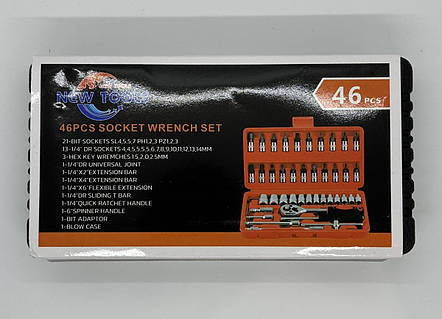 NEW TOOLS
46 PCS
46PCS SOCKET WRENCH SET
21-BIT SOCKETS SL4,5.5,7 PH1,2,3 PZ1,2,3
13-1/4" DR SOCKETS 4,4.5,5,5.5,6,7,8,9,10,11,12,13,14MM
3-HEX KEY WREMCHES 1.5,2.0,2.5MM
1-1/4"DR UNIVERSAL JOINT
1-1/4"X2"EXTENSION BAR
1-1/4"X4"EXTENSION BAR
1-1/4"X6"FLEXIBLE EXTENSION
1-1/4"DR SLIDING T BAR
1-1/4"QUICK RATCHET HANDLE
1-6"SPINNER HANDLE
1-BIT ADAPTOR
1-BLOW CASE